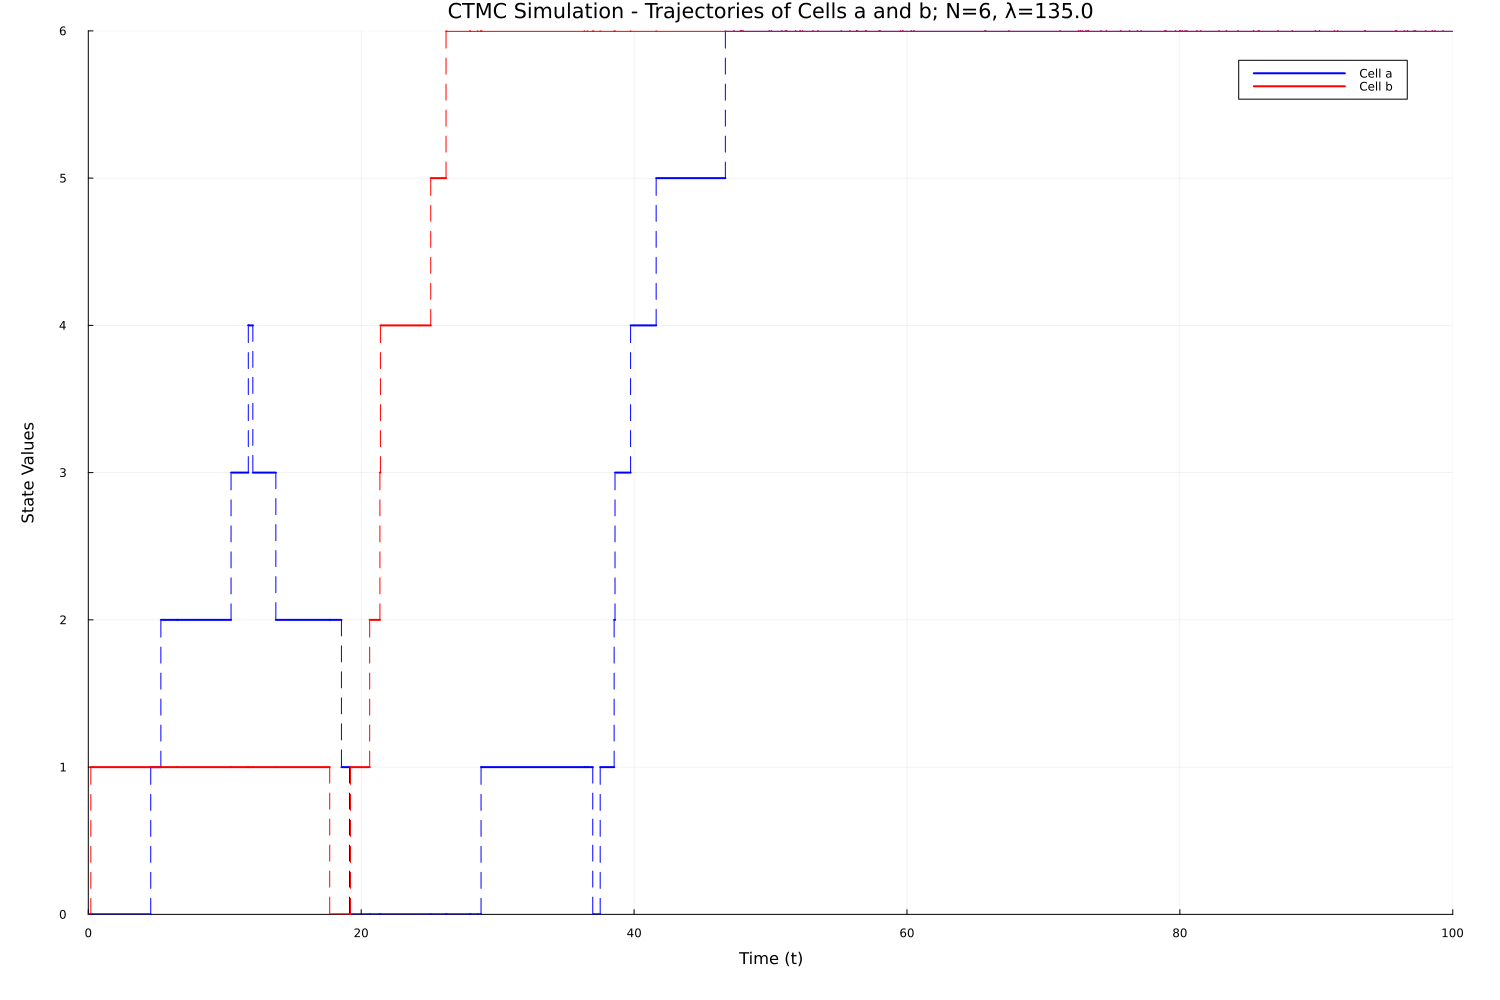 CTMC Simulation - Trajectories of Cells a and b; N=6, λ=135.0
6
Cell a
Cell b
5
4
State Values
3
2
1
0
0 20 40 60 80 100
Time (t)